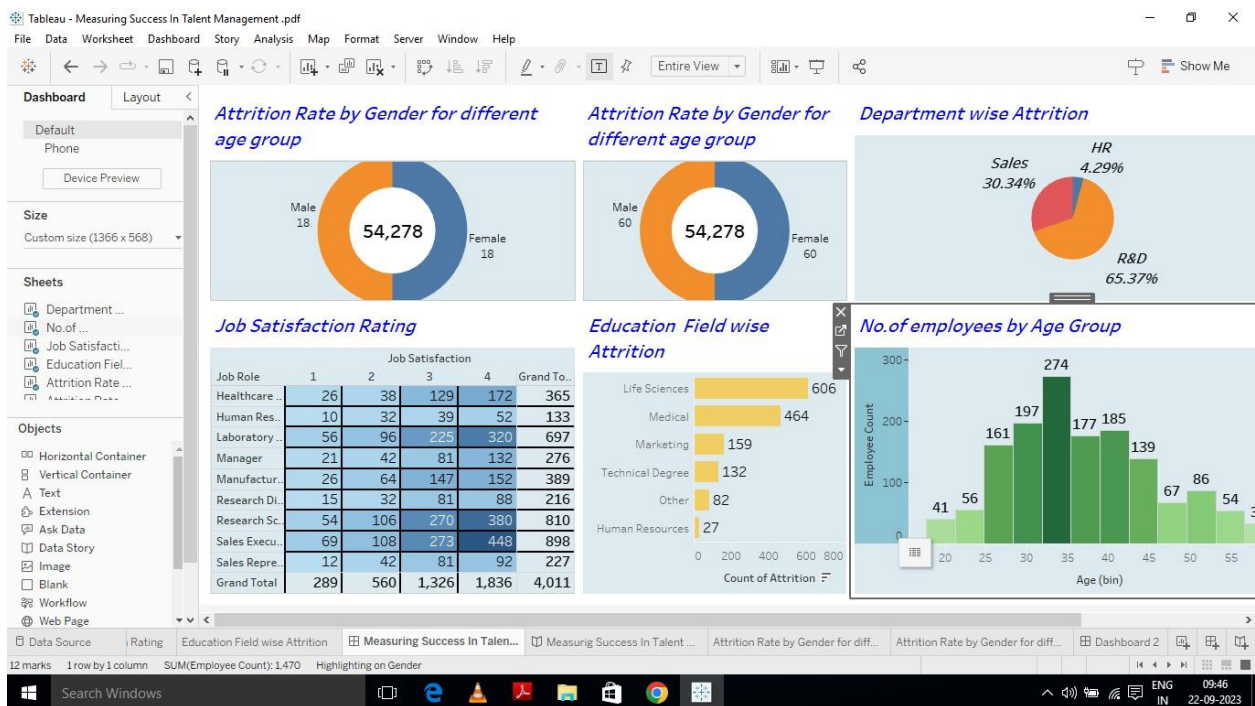 Tableau - Measuring Success In Talent Management .pdf
File Data Worksheet Dashboard Story Analysis Map Format Server Window Help
Entire View
Show Me
Dashboard Layout
Default
Phone
Device Preview
Size
Custom size (1366 x 568)
Sheets
Department ...
No.of ...
Job Satisfacti...
Education Fiel...
Attrition Rate ...
Objects
Horizontal Container
Vertical Container
Text
Extension
Ask Data
Data Story
Image
Blank
Workflow
Web Page
Attrition Rate by Gender for different
age group
Male
18
54,278
Female
18
Attrition Rate by Gender for
different age group
Male
60
54,278
Female
60
Department wise Attrition
HR
4.29%
Sales
30.34%
R&D
65.37%
Job Satisfaction Rating
Job Satisfaction
Job Role 1 2 3 4 Grand To..
Healthcare .. 26 38 129 172 365
Human Res.. 10 32 39 52 133
Laboratory .. 56 96 225 320 697
Manager 21 42 81 132 276
Manufactur.. 26 64 147 152 389
Research Di.. 15 32 81 88 216
Research Sc.. 54 106 270 380 810
Sales Execu.. 69 108 273 448 898
Sales Repre.. 12 42 81 92 227
Grand Total 289 560 1,326 1,836 4,011
Education Field wise
Attrition
Life Sciences 606
Medical 464
Marketing 159
Technical Degree 132
Other 82
Human Resources 27
0 200 400 600 800
Count of Attrition
No.of employees by Age Group
Employee Count
300
200
100
0
41 56 161 197 274 177 185 139 67 86 54
20 25 30 35 40 45 50 55
Age (bin)
Data Source Rating Education Field wise Attrition Measuring Success In Talen... Measurig Success In Talent ... Attrition Rate by Gender for diff... Attrition Rate by Gender for diff... Dashboard 2
12 marks 1 row by 1 column SUM(Employee Count): 1,470 Highlighting on Gender
Search Windows
ENG
IN
09:46
22-09-2023